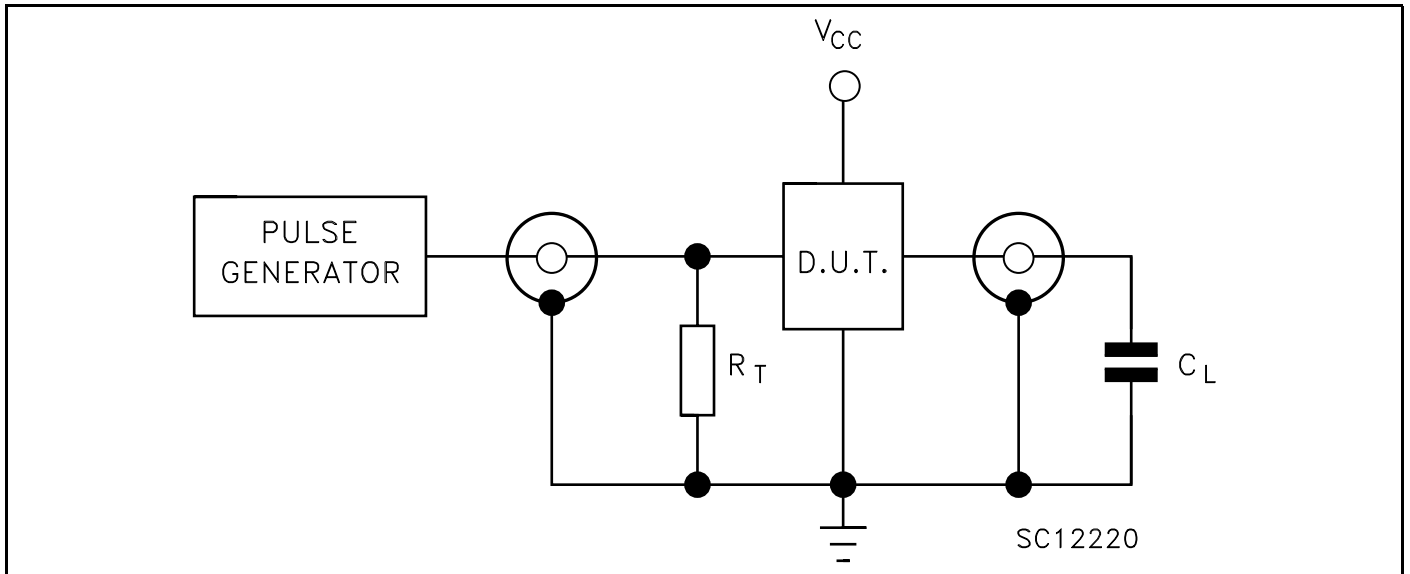 VCC
PULSE
GENERATOR
D.U.T.
RT
CL
SC12220